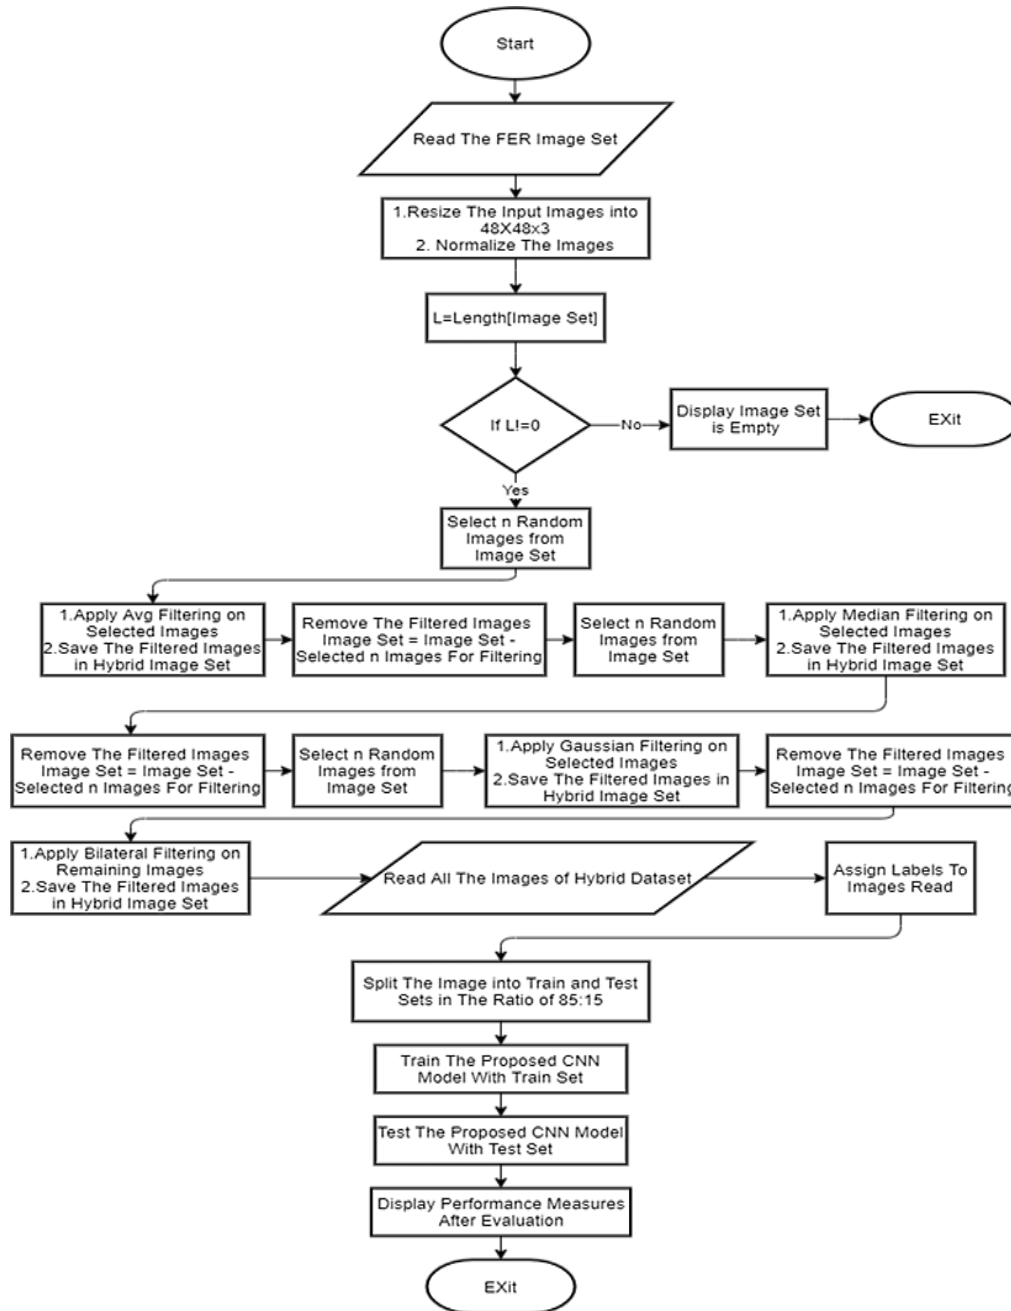 Start
Read The FER Image Set
1.Resize The Input Images into
48X48x3
2. Normalize The Images
L=Length[Image Set]
If L!=0
No
Display Image Set
is Empty
EXit
Yes
Select n Random
Images from
Image Set
1.Apply Avg Filtering on
Selected Images
2.Save The Filtered Images
in Hybrid Image Set
Remove The Filtered Images
Image Set = Image Set -
Selected n Images For Filtering
Select n Random
Images from
Image Set
1.Apply Median Filtering on
Selected Images
2.Save The Filtered Images
in Hybrid Image Set
Remove The Filtered Images
Image Set = Image Set -
Selected n Images For Filtering
Select n Random
Images from
Image Set
1.Apply Gaussian Filtering on
Selected Images
2.Save The Filtered Images in
Hybrid Image Set
Remove The Filtered Images
Image Set = Image Set -
Selected n Images For Filtering
1.Apply Bilateral Filtering on
Remaining Images
2.Save The Filtered Images
in Hybrid Image Set
Read All The Images of Hybrid Dataset
Assign Labels To
Images Read
Split The Image into Train and Test
Sets in The Ratio of 85:15
Train The Proposed CNN
Model With Train Set
Test The Proposed CNN Model
With Test Set
Display Performance Measures
After Evaluation
EXit